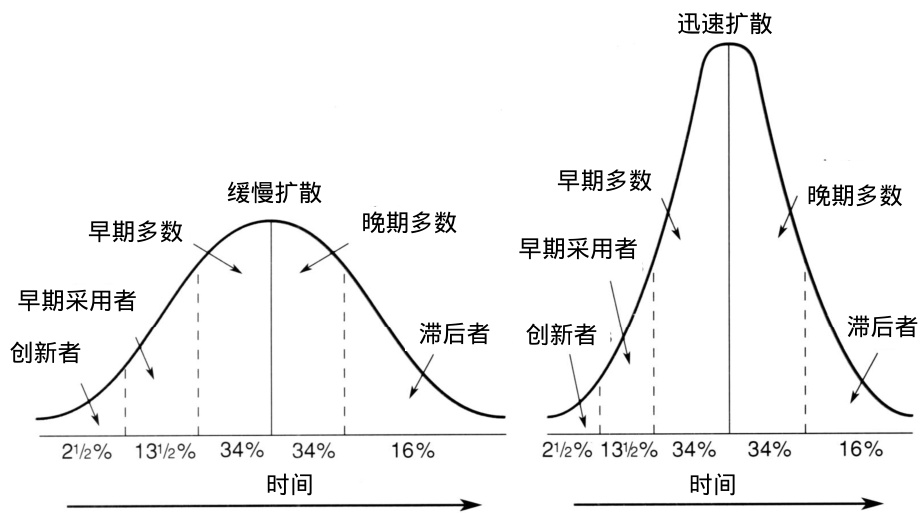 缓慢扩散
早期多数
晚期多数
早期采用者
创新者
滞后者
2½% 13½% 34% 34% 16%
时间
迅速扩散
早期多数
晚期多数
早期采用者
创新者
滞后者
2½% 13½% 34% 34% 16%
时间